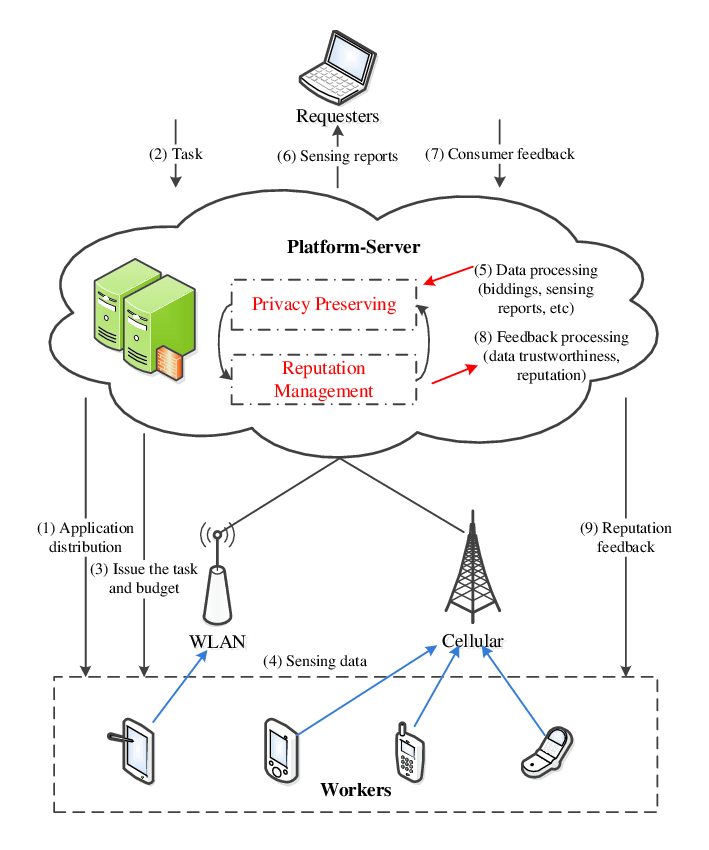 Requesters
(2) Task
(6) Sensing reports
(7) Consumer feedback
Platform-Server
Privacy Preserving
(5) Data processing
(biddings, sensing
reports, etc)
Reputation
Management
(8) Feedback processing
(data trustworthiness,
reputation)
(1) Application
distribution
(3) Issue the task
and budget
(9) Reputation
feedback
WLAN
Cellular
(4) Sensing data
Workers